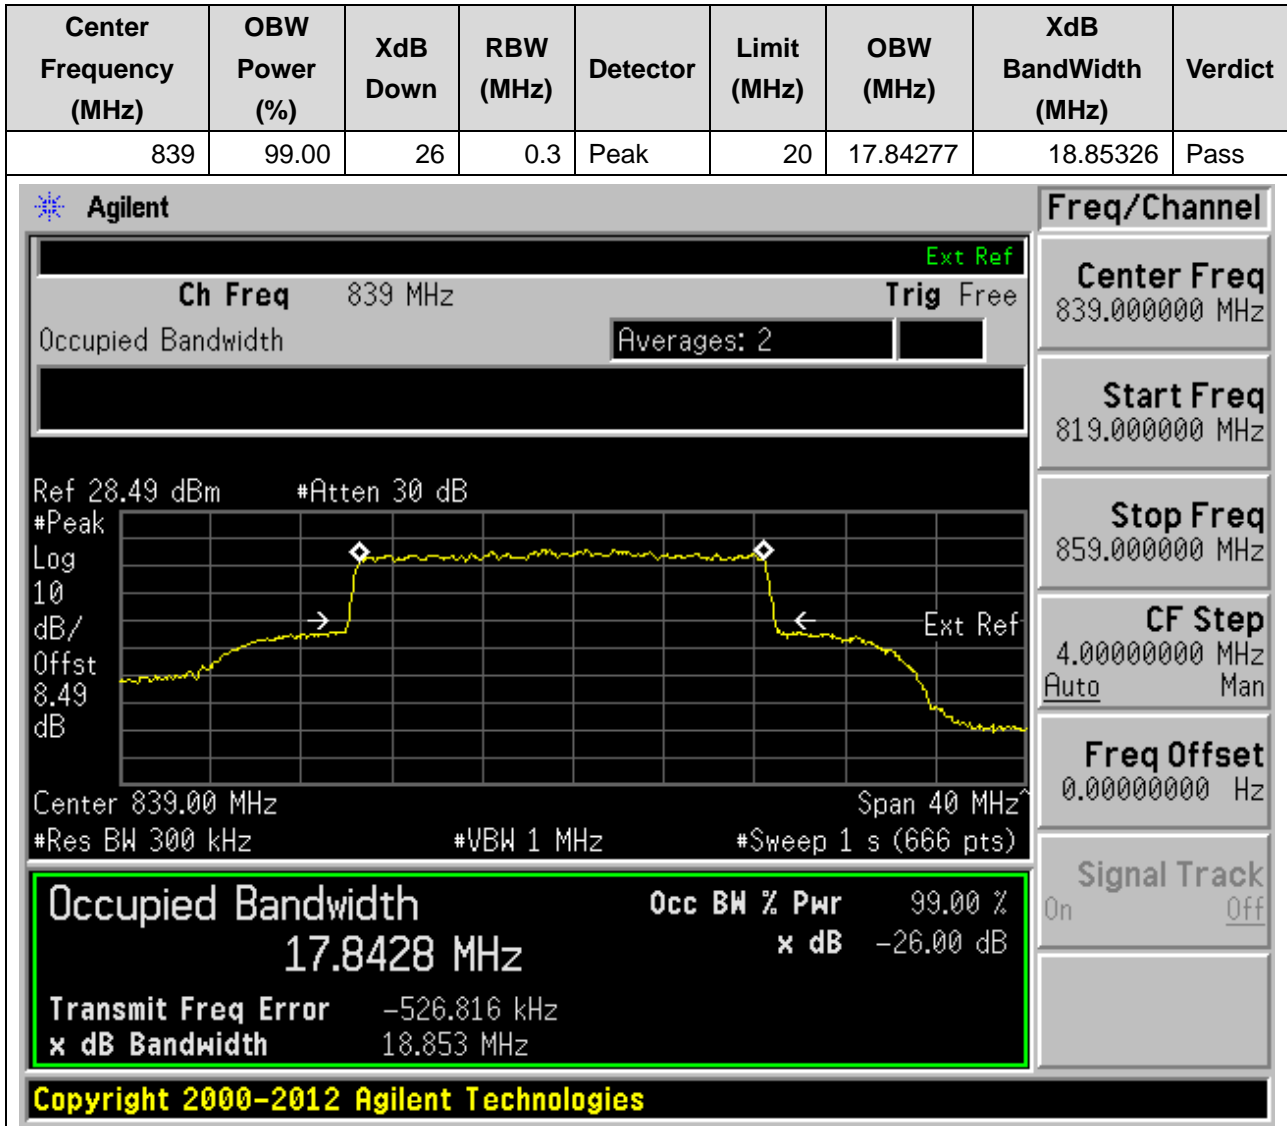 Center Frequency (MHz) OBW Power (%) XdB Down RBW (MHz) Detector Limit (MHz) OBW (MHz) XdB BandWidth (MHz) Verdict
839 99.00 26 0.3 Peak 20 17.84277 18.85326 Pass
Agilent
Freq/Channel
Ext Ref
Ch Freq 839 MHz Trig Free
Occupied Bandwidth Averages: 2
Ref 28.49 dBm #Atten 30 dB
#Peak
Log
10
dB/
Offst
8.49
dB
Ext Ref
Center 839.00 MHz Span 40 MHz^
#Res BW 300 kHz #VBW 1 MHz #Sweep 1 s (666 pts)
Occupied Bandwidth Occ BW % Pwr 99.00 %
17.8428 MHz x dB -26.00 dB
Transmit Freq Error -526.816 kHz
x dB Bandwidth 18.853 MHz
Center Freq
839.000000 MHz
Start Freq
819.000000 MHz
Stop Freq
859.000000 MHz
CF Step
4.00000000 MHz
Auto Man
Freq Offset
0.00000000 Hz
Signal Track
On Off
Copyright 2000-2012 Agilent Technologies